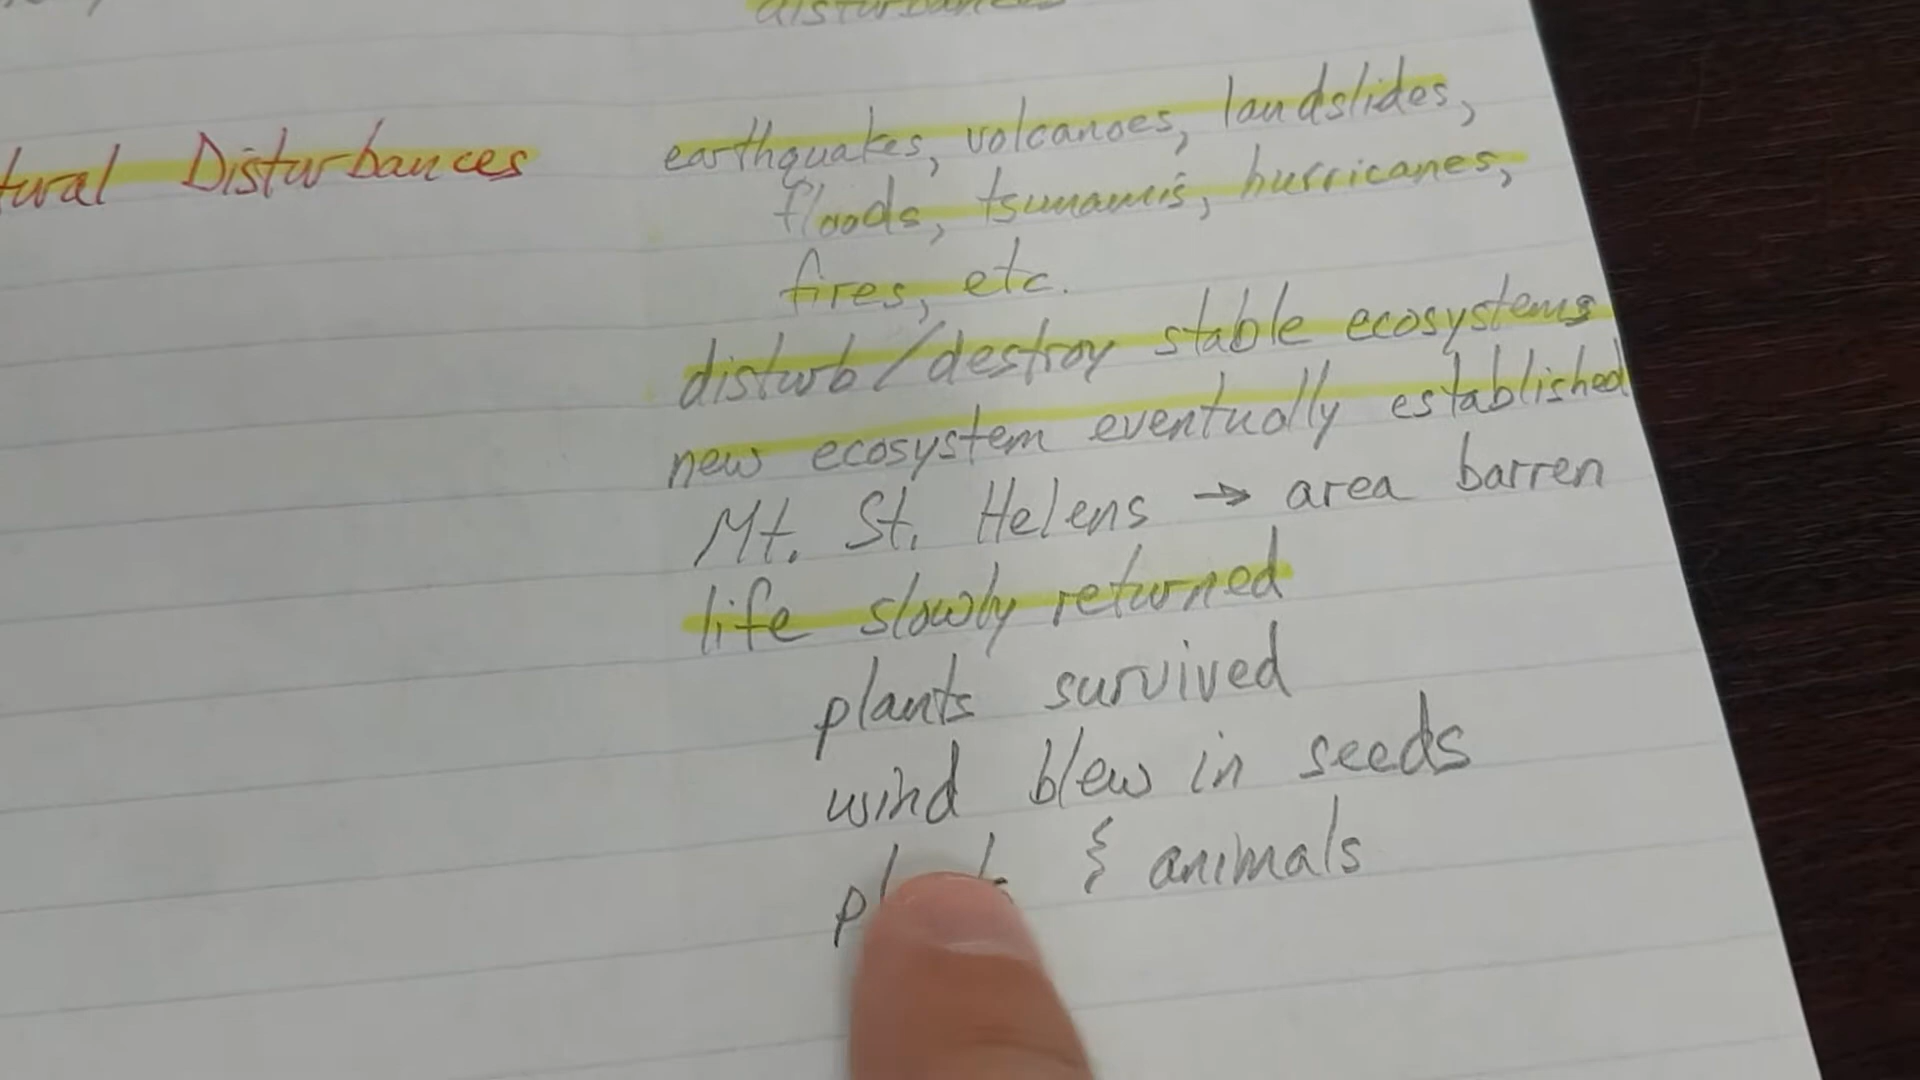 disturbances
tural Disturbances
earthquakes, volcanoes, landslides,
floods, tsunamis, hurricanes,
fires, etc.
disturb/destroy stable ecosystems
new ecosystem eventually established
Mt. St. Helens → area barren
life slowly returned
plants survived
wind blew in seeds
& animals